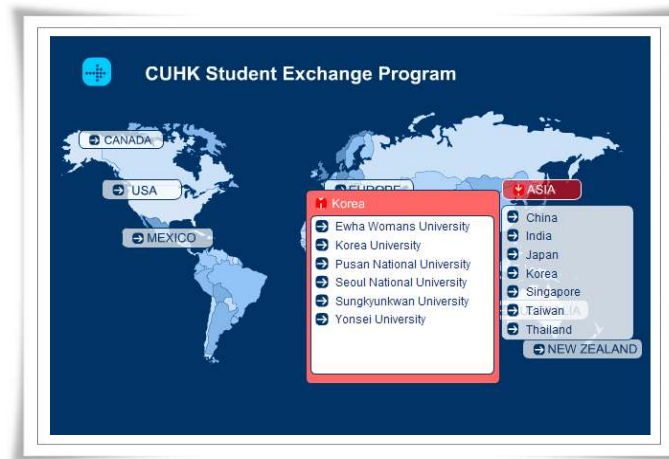 CUHK Student Exchange Program
CANADA
USA
MEXICO
EUROPE
Korea
Ewha Womans University
Korea University
Pusan National University
Seoul National University
Sungkyunkwan University
Yonsei University
ASIA
China
India
Japan
Korea
Singapore
Taiwan
Thailand
NEW ZEALAND